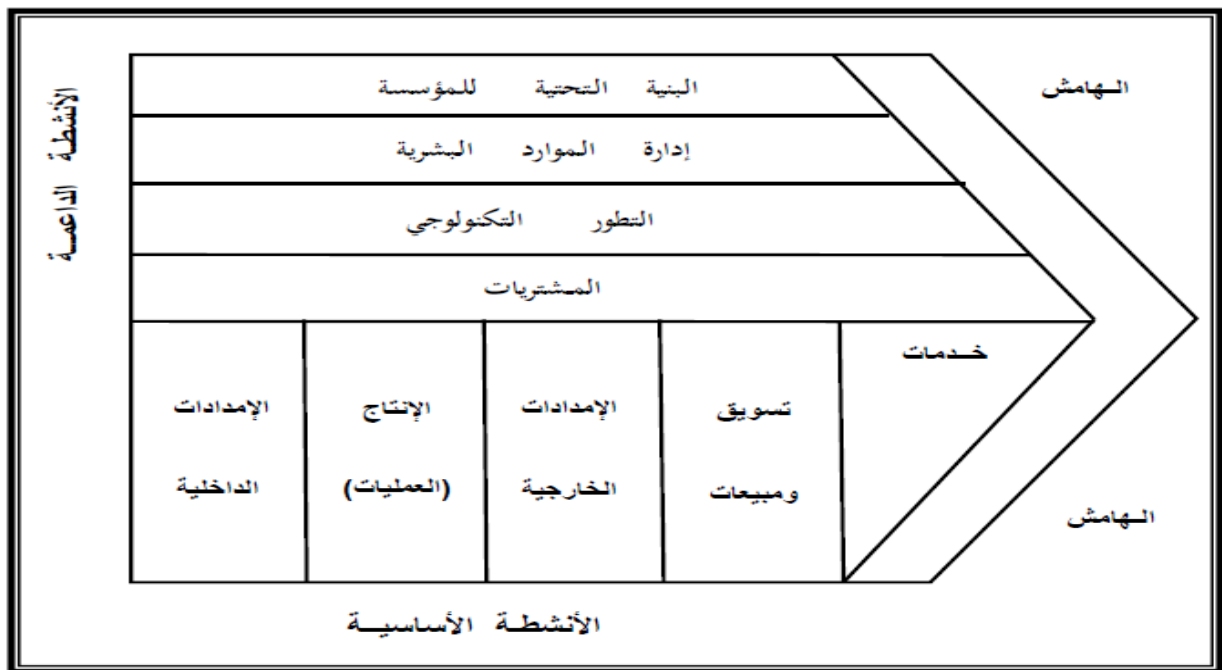 الهامش
البنية التحتية للمؤسسة
إدارة الموارد البشرية
التطور التكنولوجي
المشتريات
الأنشطة الداعمة
خدمات
الإمدادات
الداخلية
الإنتاج
(العمليات)
الإمدادات
الخارجية
تسويق
ومبيعات
الهامش
الأنشطة الأساسية